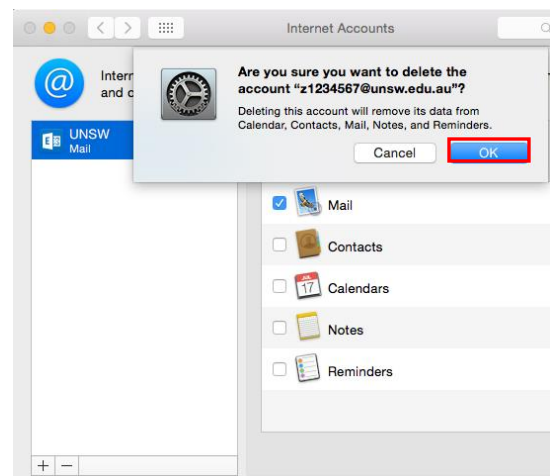 Internet Accounts
Intern
and c
Are you sure you want to delete the
account “z1234567@unsw.edu.au”?
Deleting this account will remove its data from
Calendar, Contacts, Mail, Notes, and Reminders.
Cancel
OK
UNSW
Mail
Mail
Contacts
17
Calendars
Notes
Reminders